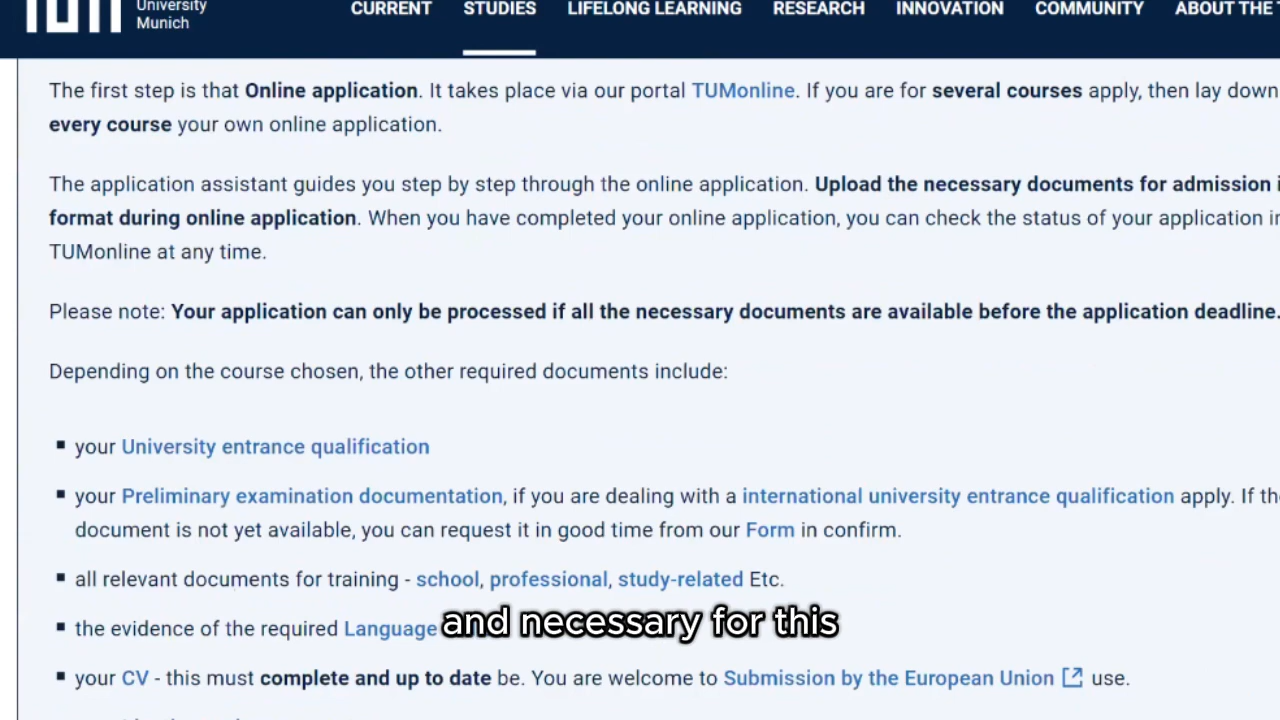 University
Munich
CURRENT STUDIES LIFELONG LEARNING RESEARCH INNOVATION COMMUNITY ABOUT THE
The first step is that Online application. It takes place via our portal TUMonline. If you are for several courses apply, then lay down
every course your own online application.
The application assistant guides you step by step through the online application. Upload the necessary documents for admission
format during online application. When you have completed your online application, you can check the status of your application in
TUMonline at any time.
Please note: Your application can only be processed if all the necessary documents are available before the application deadline.
Depending on the course chosen, the other required documents include:
▪ your University entrance qualification
▪ your Preliminary examination documentation, if you are dealing with a international university entrance qualification apply. If the
document is not yet available, you can request it in good time from our Form in confirm.
▪ all relevant documents for training - school, professional, study-related Etc.
▪ the evidence of the required Language
and necessary for this
▪ your CV - this must complete and up to date be. You are welcome to Submission by the European Union use.